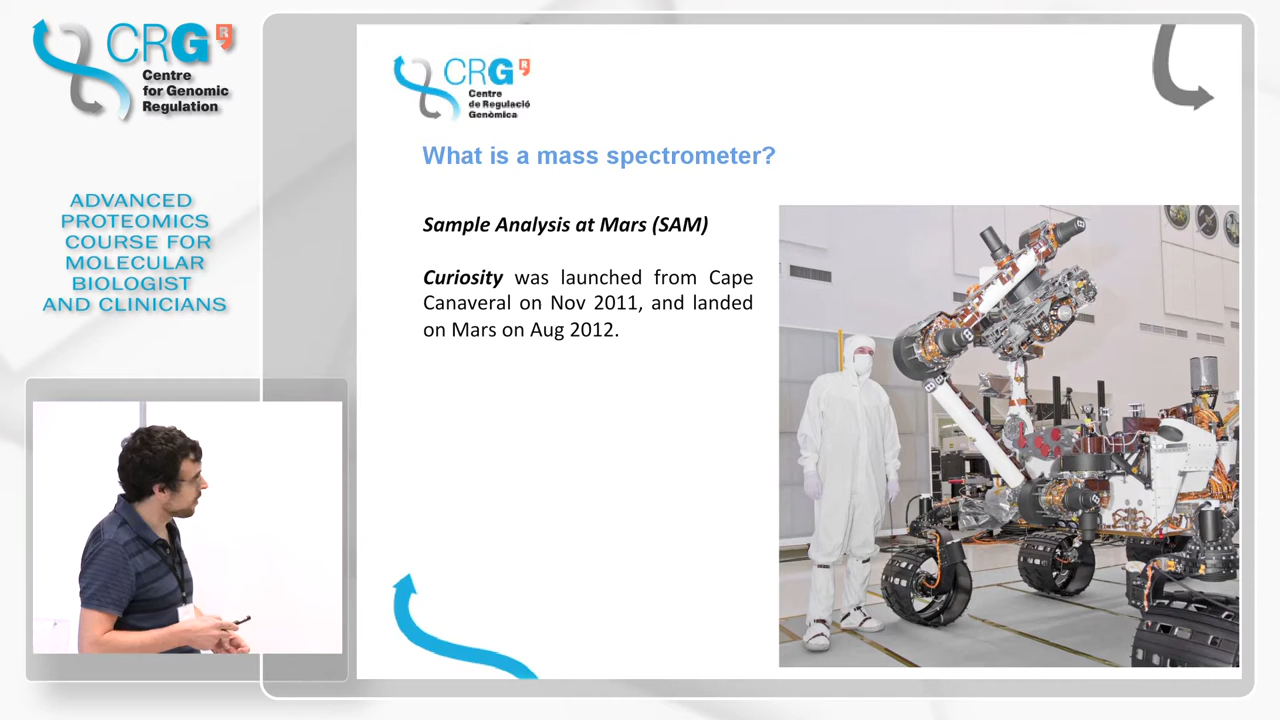 CRG
R
Centre
for Genomic
Regulation
ADVANCED
PROTEOMICS
COURSE FOR
MOLECULAR
BIOLOGIST
AND CLINICIANS
CRG
R
Centre
de Regulació
Genòmica
What is a mass spectrometer?
Sample Analysis at Mars (SAM)
Curiosity was launched from Cape
Canaveral on Nov 2011, and landed
on Mars on Aug 2012.